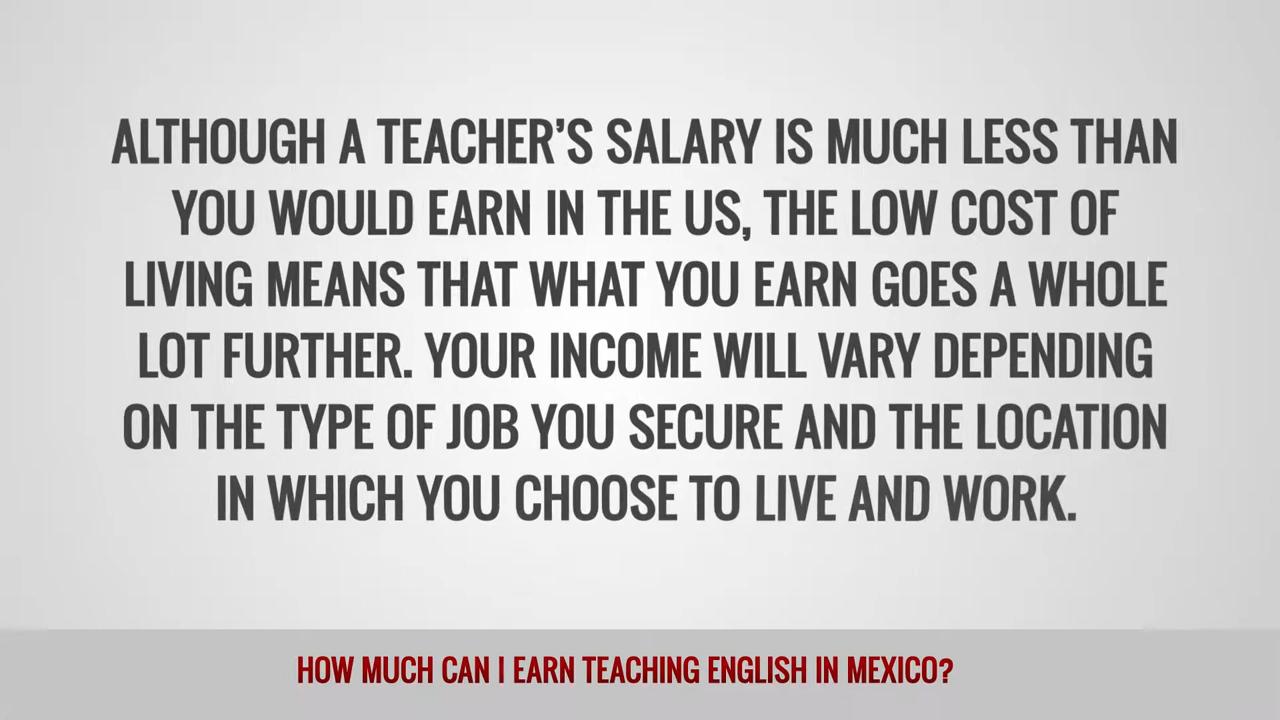 ALTHOUGH A TEACHER’S SALARY IS MUCH LESS THAN
YOU WOULD EARN IN THE US, THE LOW COST OF
LIVING MEANS THAT WHAT YOU EARN GOES A WHOLE
LOT FURTHER. YOUR INCOME WILL VARY DEPENDING
ON THE TYPE OF JOB YOU SECURE AND THE LOCATION
IN WHICH YOU CHOOSE TO LIVE AND WORK.
HOW MUCH CAN I EARN TEACHING ENGLISH IN MEXICO?